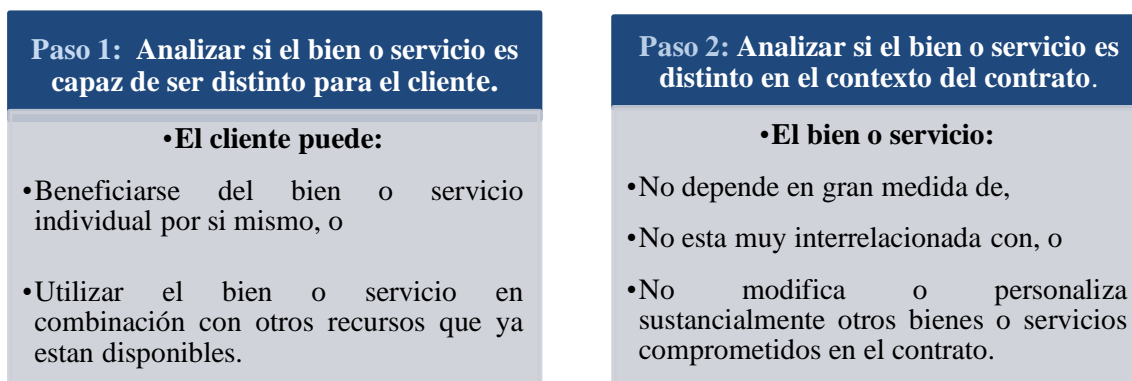 Paso 1: Analizar si el bien o servicio es
capaz de ser distinto para el cliente.
•El cliente puede:
•Beneficiarse del bien o servicio
individual por si mismo, o
•Utilizar el bien o servicio en
combinación con otros recursos que ya
estan disponibles.
Paso 2: Analizar si el bien o servicio es
distinto en el contexto del contrato.
•El bien o servicio:
•No depende en gran medida de,
•No esta muy interrelacionada con, o
•No modifica o personaliza
sustancialmente otros bienes o servicios
comprometidos en el contrato.